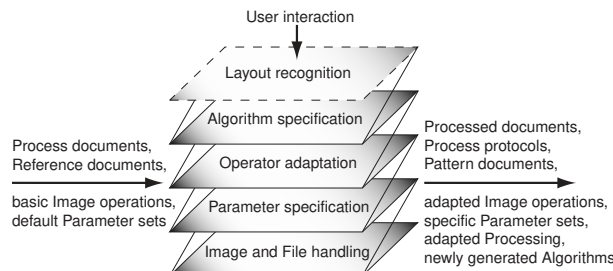 User interaction
Layout recognition
Algorithm specification
Operator adaptation
Parameter specification
Image and File handling
Process documents,
Reference documents,
basic Image operations,
default Parameter sets
Processed documents,
Process protocols,
Pattern documents,
adapted Image operations,
specific Parameter sets,
adapted Processing,
newly generated Algorithms